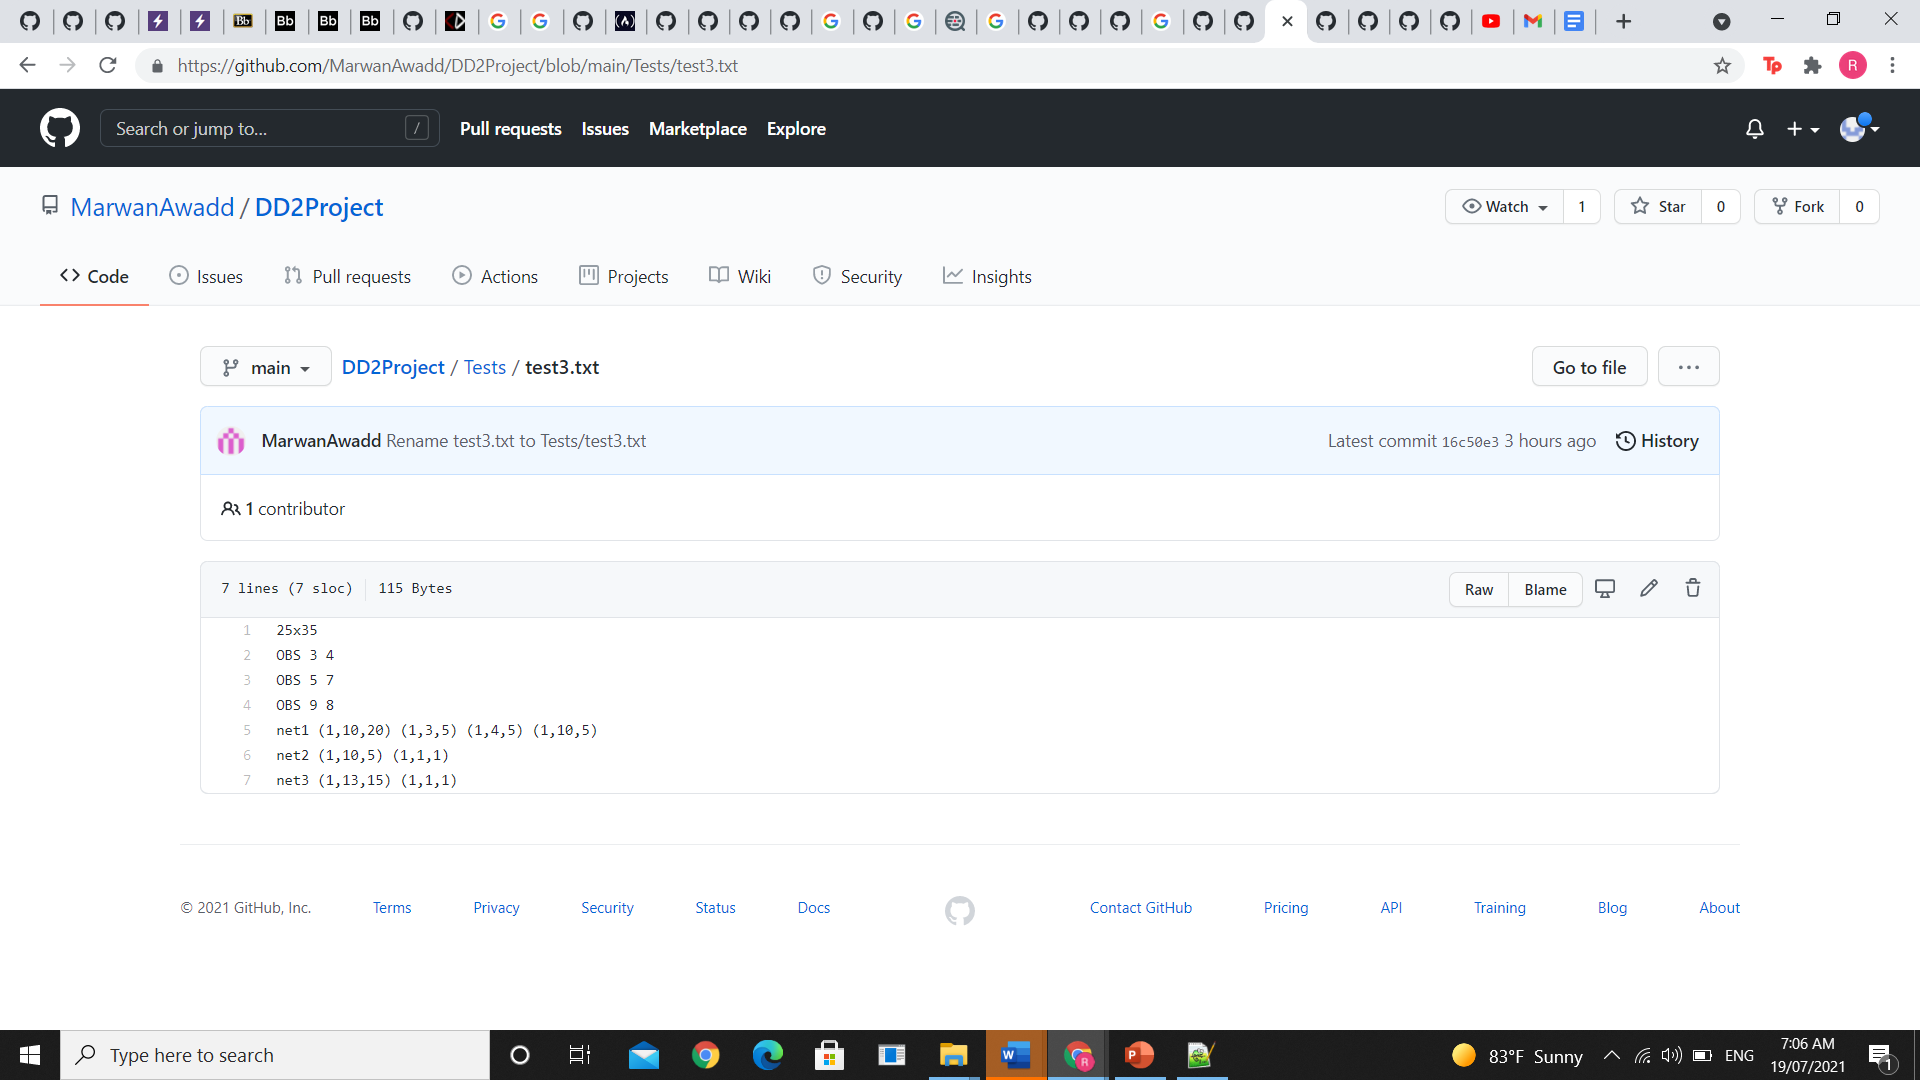 https://github.com/MarwanAwadd/DD2Project/blob/main/Tests/test3.txt
Search or jump to... /
Pull requests Issues Marketplace Explore
MarwanAwadd / DD2Project
Watch 1 Star 0 Fork 0
Code Issues Pull requests Actions Projects Wiki Security Insights
main DD2Project / Tests / test3.txt Go to file ...
MarwanAwadd Rename test3.txt to Tests/test3.txt Latest commit 16c50e3 3 hours ago History
1 contributor
7 lines (7 sloc) 115 Bytes Raw Blame
1 25x35
2 OBS 3 4
3 OBS 5 7
4 OBS 9 8
5 net1 (1,10,20) (1,3,5) (1,4,5) (1,10,5)
6 net2 (1,10,5) (1,1,1)
7 net3 (1,13,15) (1,1,1)
© 2021 GitHub, Inc. Terms Privacy Security Status Docs Contact GitHub Pricing API Training Blog About
Type here to search 83°F Sunny ENG 7:06 AM
19/07/2021 1